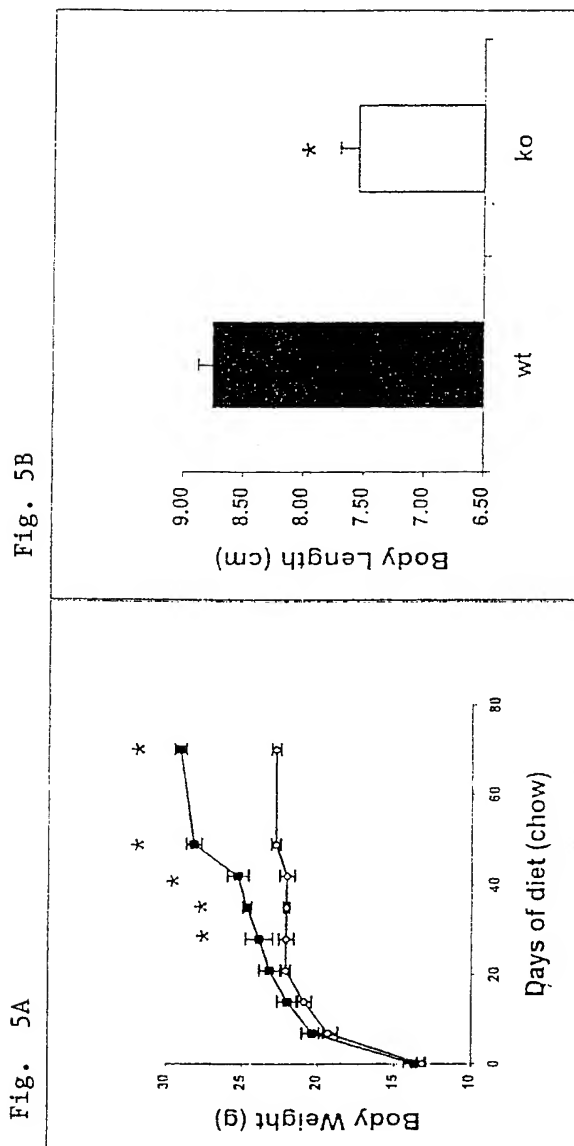 Fig. 5A
Body Weight (g)
30
25
20
15
10
* * * * *
0 20 40 60 80
Days of diet (chow)
Fig. 5B
Body Length (cm)
9.00
8.50
8.00
7.50
7.00
6.50
*
wt ko